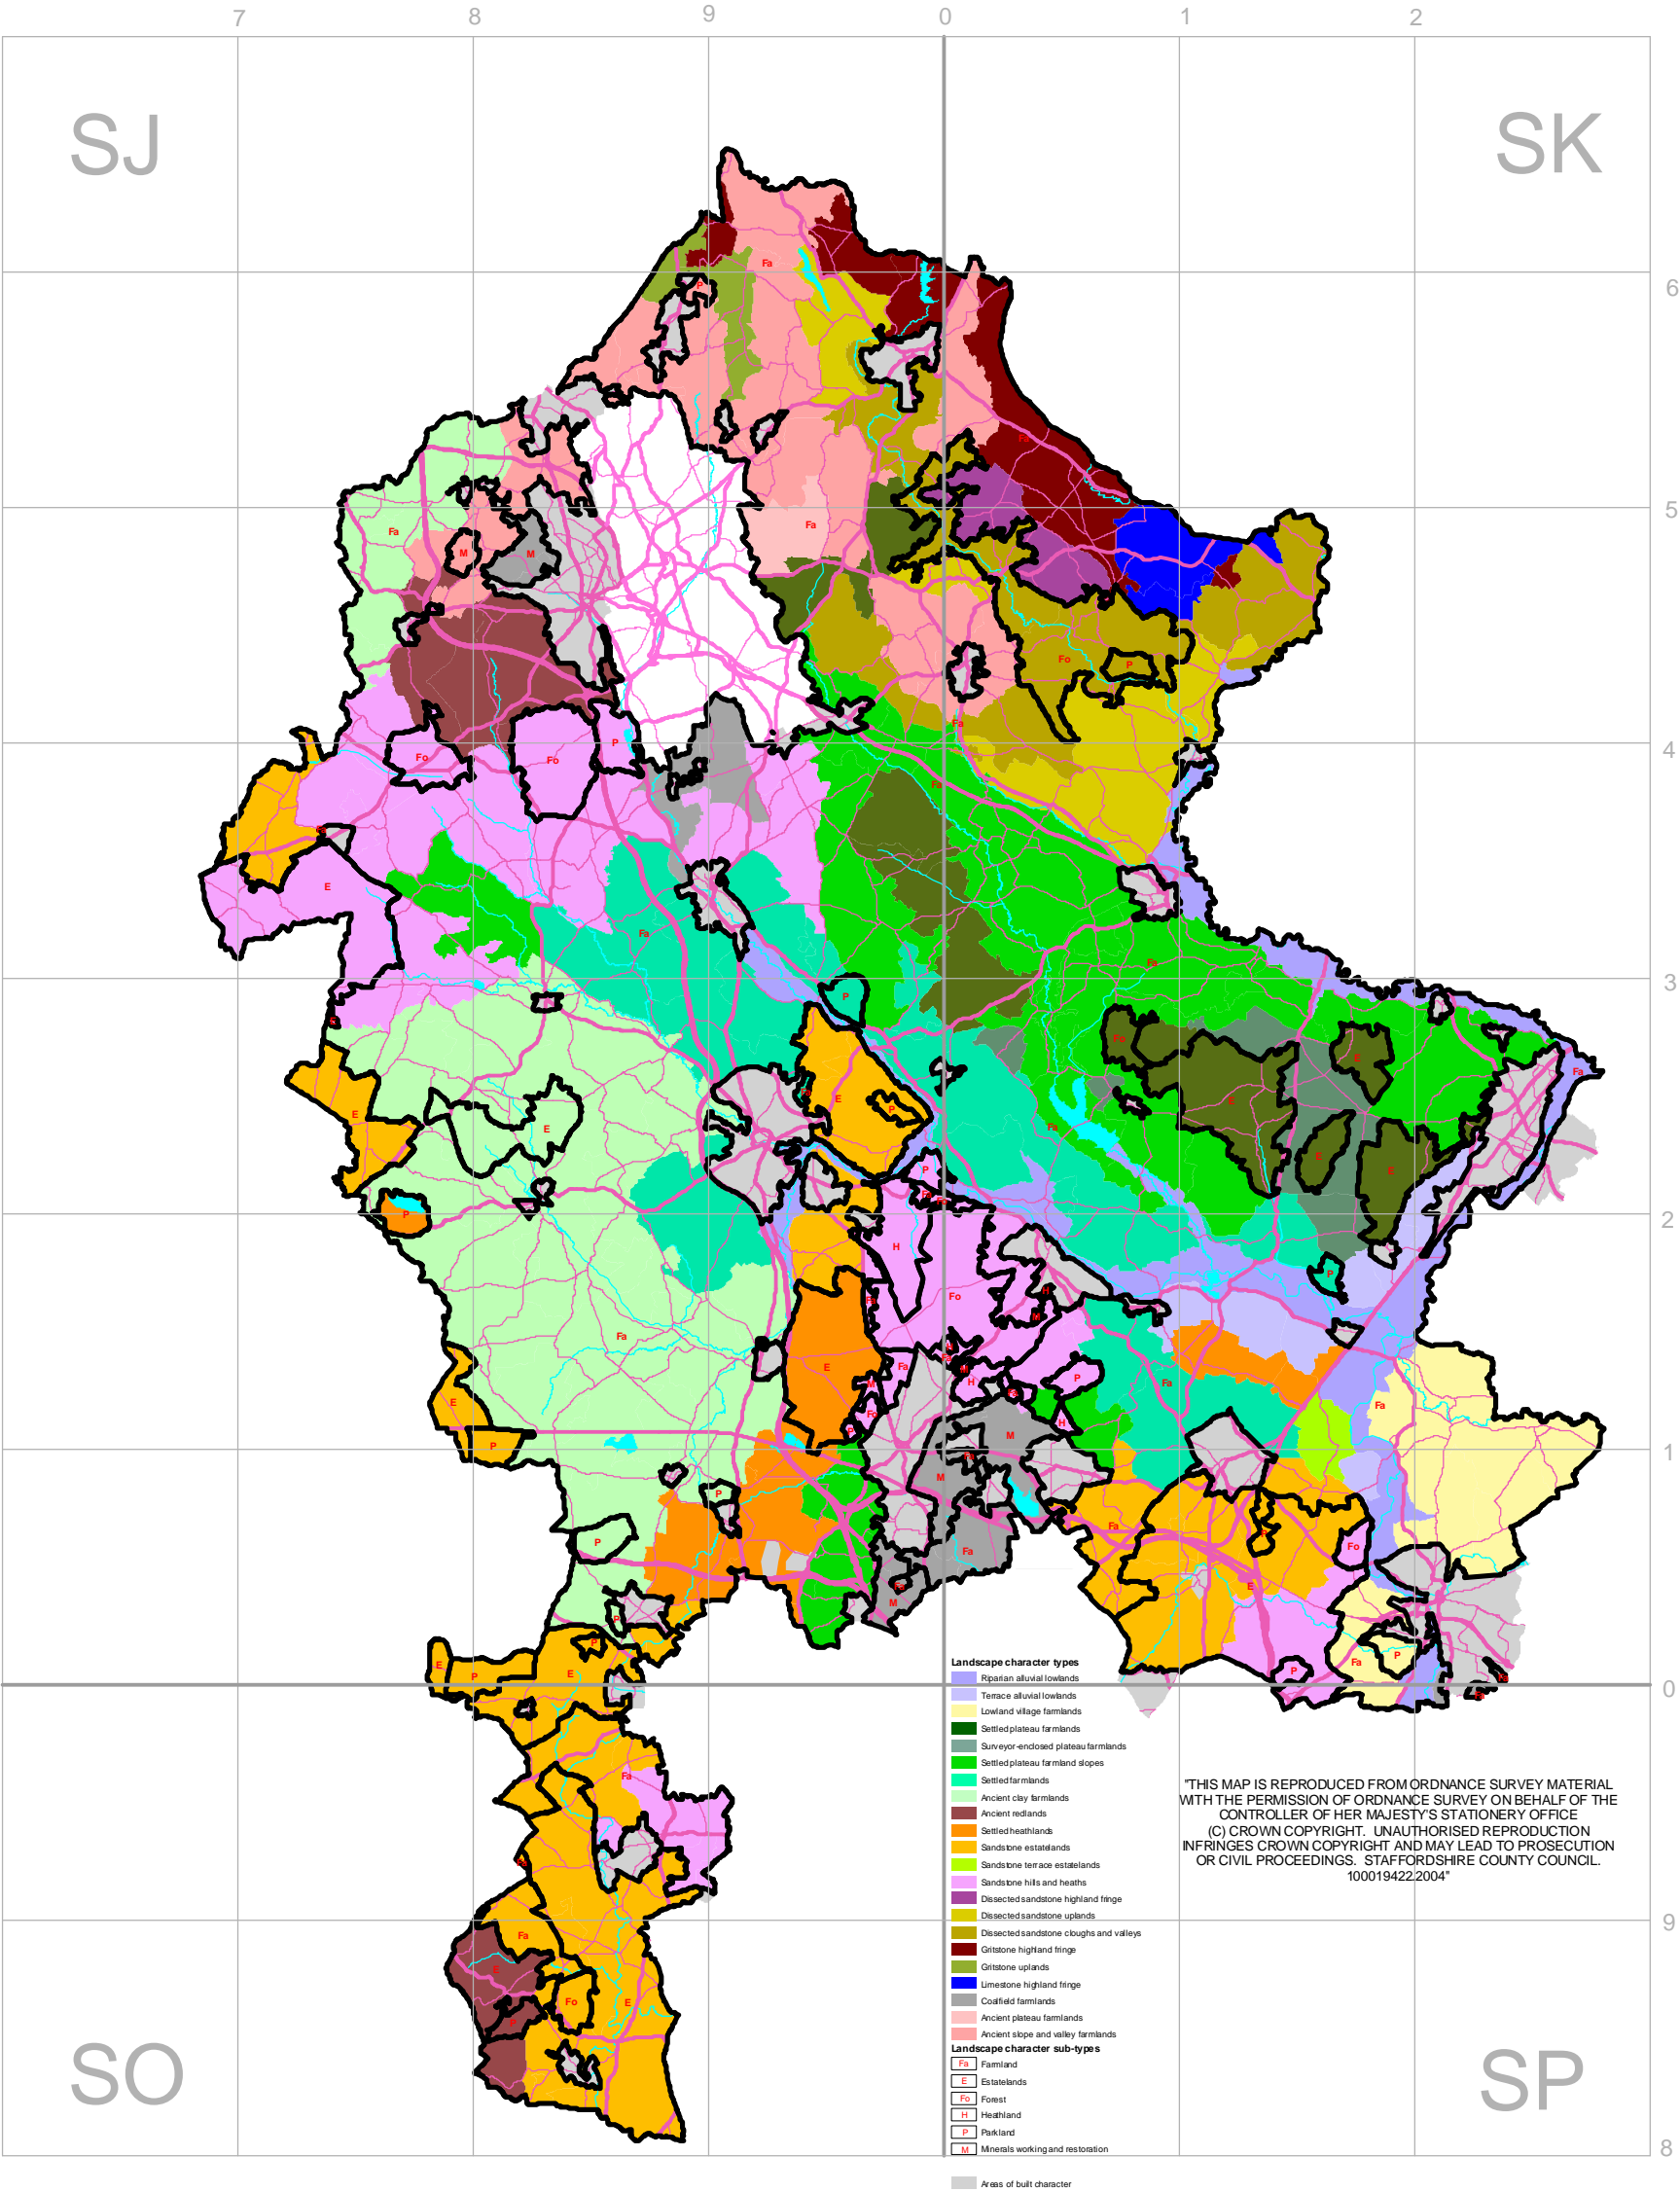 7 8 9 0 1 2
SJ SK
6
5
4
3
2
1
0
9
8
SO SP
Landscape character types
Riparian alluvial lowlands
Terrace alluvial lowlands
Lowland village farmlands
Settled plateau farmlands
Surveyor-enclosed plateau farmlands
Settled plateau farmland slopes
Settled farmlands
Ancient clay farmlands
Ancient redlands
Settled heathlands
Sandstone estatelands
Sandstone terrace estatelands
Sandstone hills and heaths
Dissected sandstone highland fringe
Dissected sandstone uplands
Dissected sandstone cloughs and valleys
Gritstone highland fringe
Gritstone uplands
Limestone highland fringe
Coalfield farmlands
Ancient plateau farmlands
Ancient slope and valley farmlands
Landscape character sub-types
Fa Farmland
E Estatelands
Fo Forest
H Heathland
P Parkland
M Minerals working and restoration
Areas of built character
"THIS MAP IS REPRODUCED FROM ORDNANCE SURVEY MATERIAL
WITH THE PERMISSION OF ORDNANCE SURVEY ON BEHALF OF THE
CONTROLLER OF HER MAJESTY'S STATIONERY OFFICE
(C) CROWN COPYRIGHT. UNAUTHORISED REPRODUCTION
INFRINGES CROWN COPYRIGHT AND MAY LEAD TO PROSECUTION
OR CIVIL PROCEEDINGS. STAFFORDSHIRE COUNTY COUNCIL.
100019422 2004"